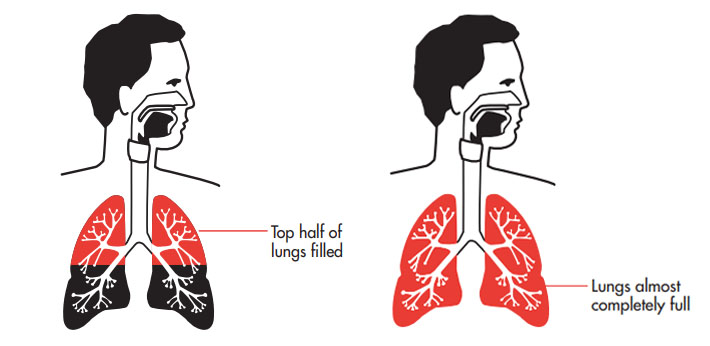 Top half of
lungs filled
Lungs almost
completely full